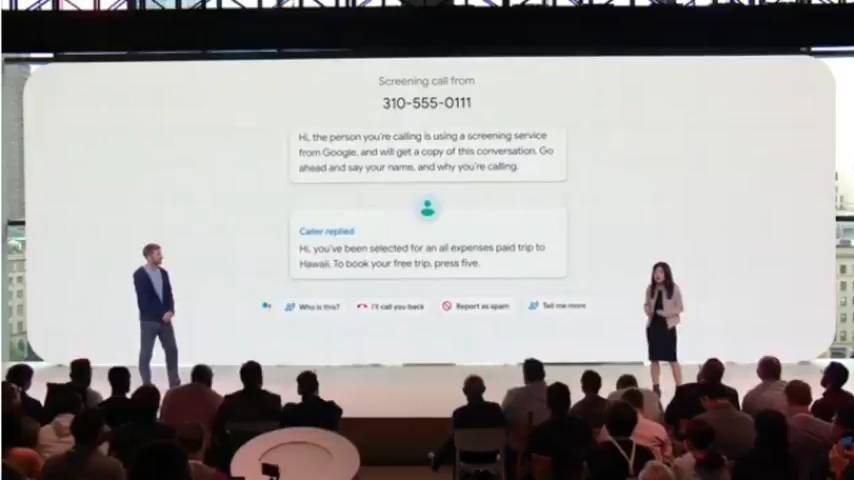 Screening call from
310-555-0111
Hi, the person you're calling is using a screening service
from Google, and will get a copy of this conversation. Go
ahead and say your name, and why you're calling.
Caller replied
Hi, you've been selected for an all expenses paid trip to
Hawaii. To book your free trip, press five.
Who is this? I'll call you back Report as spam Tell me more